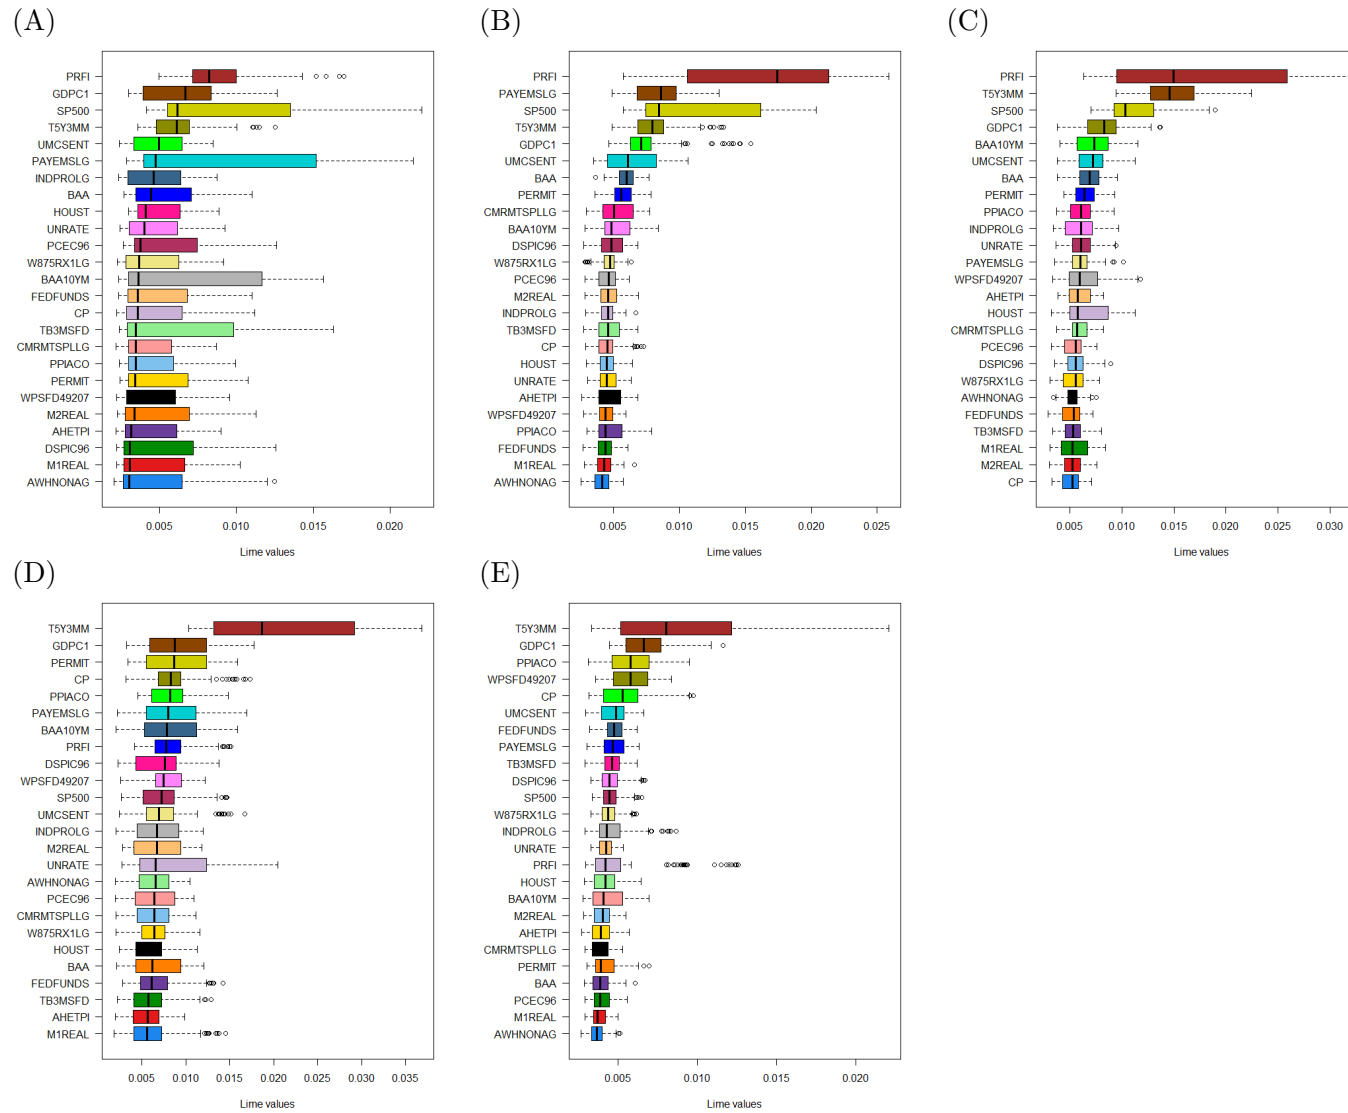 (A)
PRFI
GDPC1
SP500
T5Y3MM
UMCSENT
PAYEMSLG
INDPROLG
BAA
HOUST
UNRATE
PCEC96
W875RX1LG
BAA10YM
FEDFUNDS
CP
TB3MSFD
CMRMTSPLLG
PPIACO
PERMIT
WPSFD49207
M2REAL
AHETPI
DSPIC96
M1REAL
AWHNONAG
0.005 0.010 0.015 0.020
Lime values
(B)
PRFI
PAYEMSLG
SP500
T5Y3MM
GDPC1
UMCSENT
BAA
PERMIT
CMRMTSPLLG
BAA10YM
DSPIC96
W875RX1LG
PCEC96
M2REAL
INDPROLG
TB3MSFD
CP
HOUST
UNRATE
AHETPI
WPSFD49207
PPIACO
FEDFUNDS
M1REAL
AWHNONAG
0.005 0.010 0.015 0.020 0.025
Lime values
(C)
PRFI
T5Y3MM
SP500
GDPC1
BAA10YM
UMCSENT
BAA
PERMIT
PPIACO
INDPROLG
UNRATE
PAYEMSLG
WPSFD49207
AHETPI
HOUST
CMRMTSPLLG
PCEC96
DSPIC96
W875RX1LG
AWHNONAG
FEDFUNDS
TB3MSFD
M1REAL
M2REAL
CP
0.005 0.010 0.015 0.020 0.025 0.030
Lime values
(D)
T5Y3MM
GDPC1
PERMIT
CP
PPIACO
PAYEMSLG
BAA10YM
PRFI
DSPIC96
WPSFD49207
SP500
UMCSENT
INDPROLG
M2REAL
UNRATE
AWHNONAG
PCEC96
CMRMTSPLLG
W875RX1LG
HOUST
BAA
FEDFUNDS
TB3MSFD
AHETPI
M1REAL
0.005 0.010 0.015 0.020 0.025 0.030 0.035
Lime values
(E)
T5Y3MM
GDPC1
PPIACO
WPSFD49207
CP
UMCSENT
FEDFUNDS
PAYEMSLG
TB3MSFD
DSPIC96
SP500
W875RX1LG
INDPROLG
UNRATE
PRFI
HOUST
BAA10YM
M2REAL
AHETPI
CMRMTSPLLG
PERMIT
BAA
PCEC96
M1REAL
AWHNONAG
0.005 0.010 0.015 0.020
Lime values